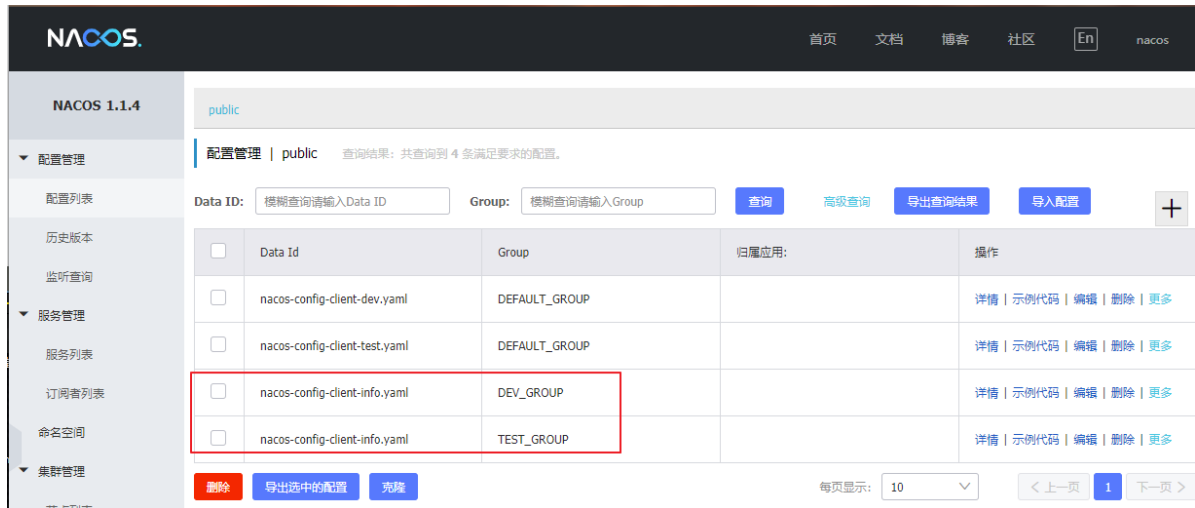 NACOS.
首页 文档 博客 社区 En nacos
NACOS 1.1.4
配置管理
配置列表
历史版本
监听查询
服务管理
服务列表
订阅者列表
命名空间
集群管理
public
配置管理 | public 查询结果：共查询到 4 条满足要求的配置。
Data ID: 模糊查询请输入Data ID Group: 模糊查询请输入Group 查询 高级查询 导出查询结果 导入配置 +
Data Id Group 归属应用: 操作
nacos-config-client-dev.yaml DEFAULT_GROUP 详情 | 示例代码 | 编辑 | 删除 | 更多
nacos-config-client-test.yaml DEFAULT_GROUP 详情 | 示例代码 | 编辑 | 删除 | 更多
nacos-config-client-info.yaml DEV_GROUP 详情 | 示例代码 | 编辑 | 删除 | 更多
nacos-config-client-info.yaml TEST_GROUP 详情 | 示例代码 | 编辑 | 删除 | 更多
删除 导出选中的配置 克隆 每页显示: 10 < 上一页 1 下一页 >